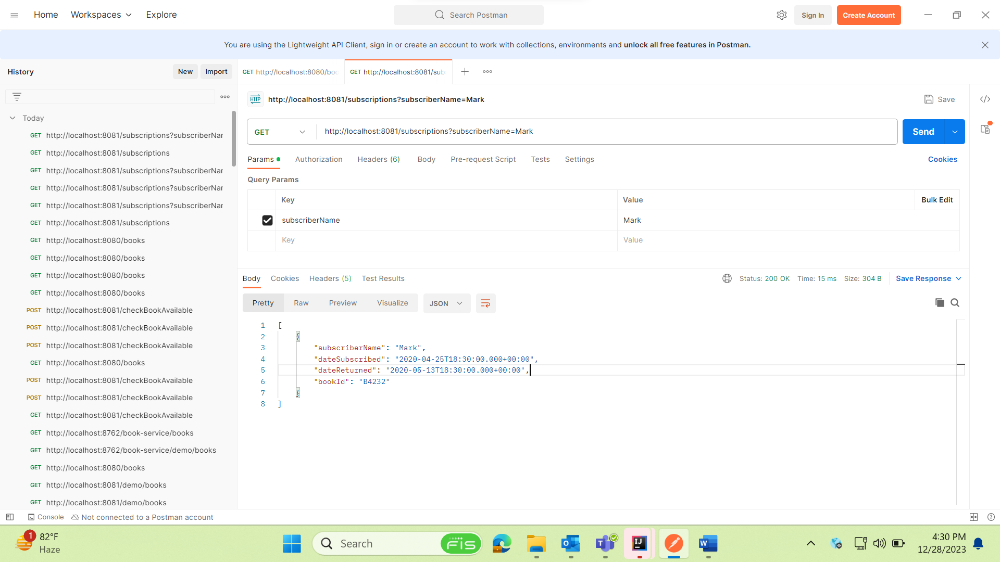 Home Workspaces Explore
Search Postman
Sign In
Create Account
You are using the Lightweight API Client, sign in or create an account to work with collections, environments and unlock all free features in Postman.
History
New
Import
GET http://localhost:8080/boo
GET http://localhost:8081/sub
HTTP http://localhost:8081/subscriptions?subscriberName=Mark
Save
Today
GET http://localhost:8081/subscriptions?subscriberNar
GET http://localhost:8081/subscriptions
GET http://localhost:8081/subscriptions?subscriberNar
GET http://localhost:8081/subscriptions?subscriberNar
GET http://localhost:8081/subscriptions?subscriberNar
GET http://localhost:8081/subscriptions
GET http://localhost:8080/books
GET http://localhost:8080/books
GET http://localhost:8080/books
GET http://localhost:8080/books
POST http://localhost:8081/checkBookAvailable
POST http://localhost:8081/checkBookAvailable
POST http://localhost:8081/checkBookAvailable
GET http://localhost:8080/books
POST http://localhost:8081/checkBookAvailable
POST http://localhost:8081/checkBookAvailable
GET http://localhost:8081/checkBookAvailable
GET http://localhost:8762/book-service/books
GET http://localhost:8762/book-service/demo/books
GET http://localhost:8080/books
GET http://localhost:8081/demo/books
GET http://localhost:8081/demo/books
GET http://localhost:8081/subscriptions?subscriberName=Mark
Send
Params Authorization Headers (6) Body Pre-request Script Tests Settings
Cookies
Query Params
Key Value Bulk Edit
subscriberName Mark
Key Value
Body Cookies Headers (5) Test Results
Status: 200 OK Time: 15 ms Size: 304 B
Save Response
Pretty Raw Preview Visualize JSON
1 [
2 {
3 "subscriberName": "Mark",
4 "dateSubscribed": "2020-04-25T18:30:00.000+00:00",
5 "dateReturned": "2020-05-13T18:30:00.000+00:00",
6 "bookId": "B4232"
7 }
8 ]
Console Not connected to a Postman account
1 82°F
Haze
Search
FIS
O
T
IJ
W
4:30 PM
12/28/2023